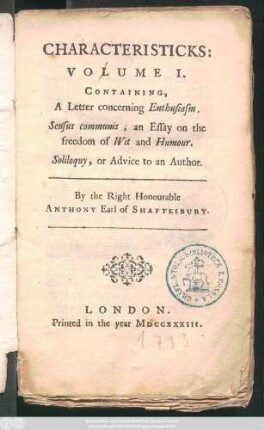 CHARACTERISTICKS:
VOLUME I.
CONTAINING,
A Letter concerning Enthusiasm.
Sensus communis; an Essay on the
freedom of Wit and Humour.
Soliloquy, or Advice to an Author.
By the Right Honourable
ANTHONY Earl of SHAFTESBURY.
LONDON.
Printed in the year MDCCXXXIII.
1733